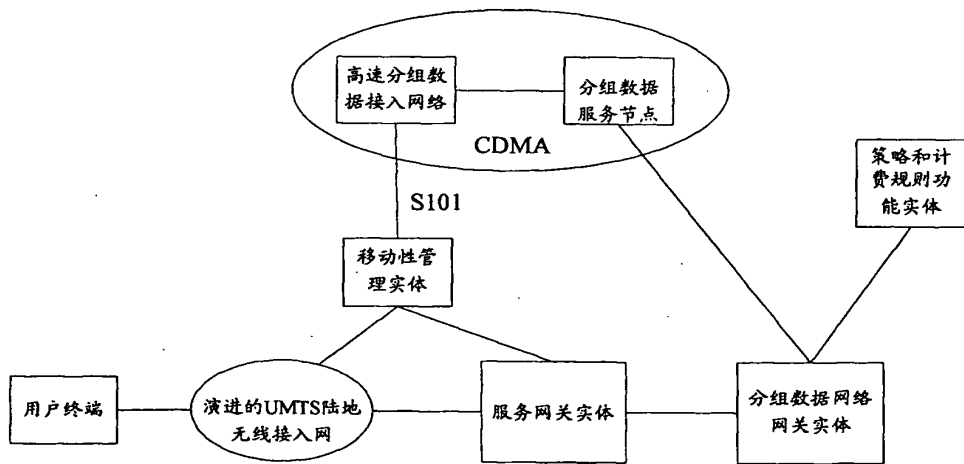 高速分组数
据接入网络
分组数据
服务节点
CDMA
策略和计
费规则功
能实体
S101
移动性管
理实体
用户终端
演进的UMTS陆地
无线接入网
服务网关实体
分组数据网络
网关实体